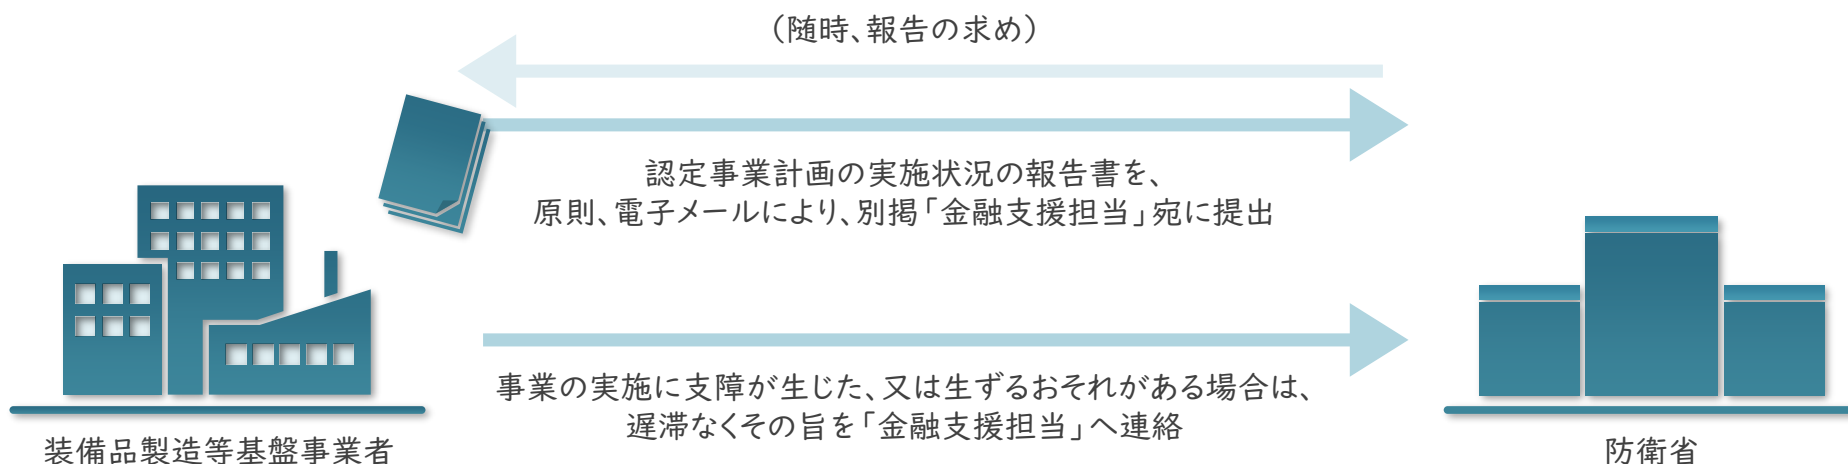 (随時、報告の求め)
認定事業計画の実施状況の報告書を、
原則、電子メールにより、別掲「金融支援担当」宛に提出
事業の実施に支障が生じた、又は生ずるおそれがある場合は、
遅滞なくその旨を「金融支援担当」へ連絡
装備品製造等基盤事業者
防衛省